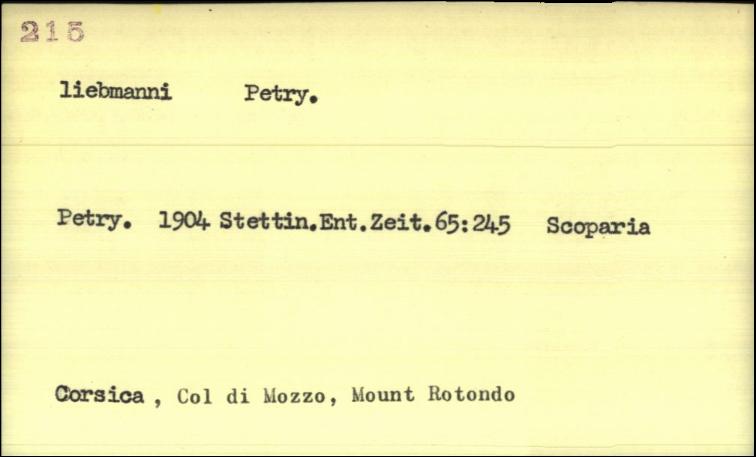 215
liebmanni Petry.
Petry. 1904 Stettin.Ent.Zeit.65:245 Scoparia
Corsica, Col di Mozzo, Mount Rotondo